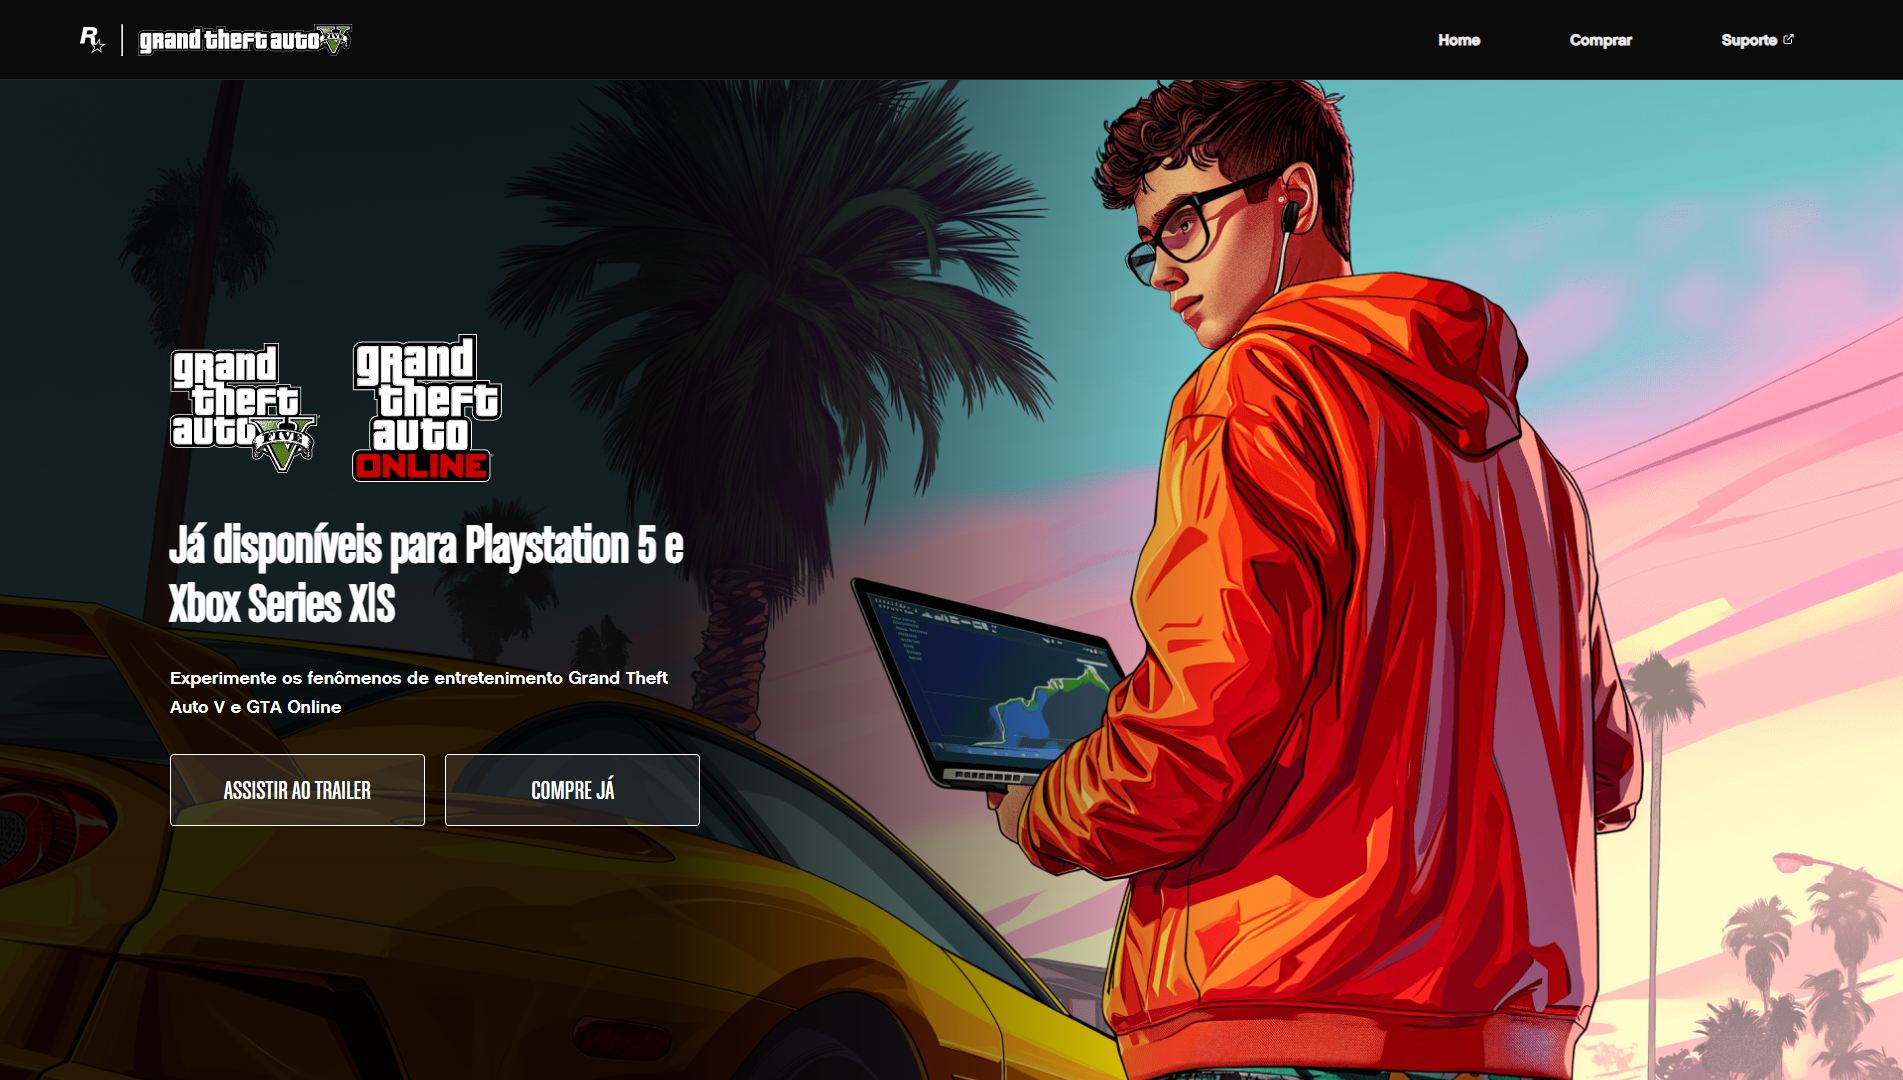 R
grand theft auto FIVE V
Home
Comprar
Suporte
grand
theft
auto V
FIVE
grand
theft
auto
ONLINE
Já disponíveis para Playstation 5 e
Xbox Series X|S
Experimente os fenômenos de entretenimento Grand Theft
Auto V e GTA Online
ASSISTIR AO TRAILER
COMPRE JÁ